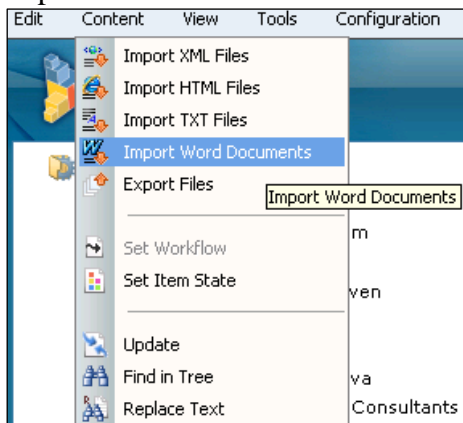 Edit Content View Tools Configuration
Import XML Files
Import HTML Files
Import TXT Files
Import Word Documents
Export Files
Import Word Documents
m
Set Workflow
Set Item State
ven
Update
Find in Tree
va
Replace Text
Consultants